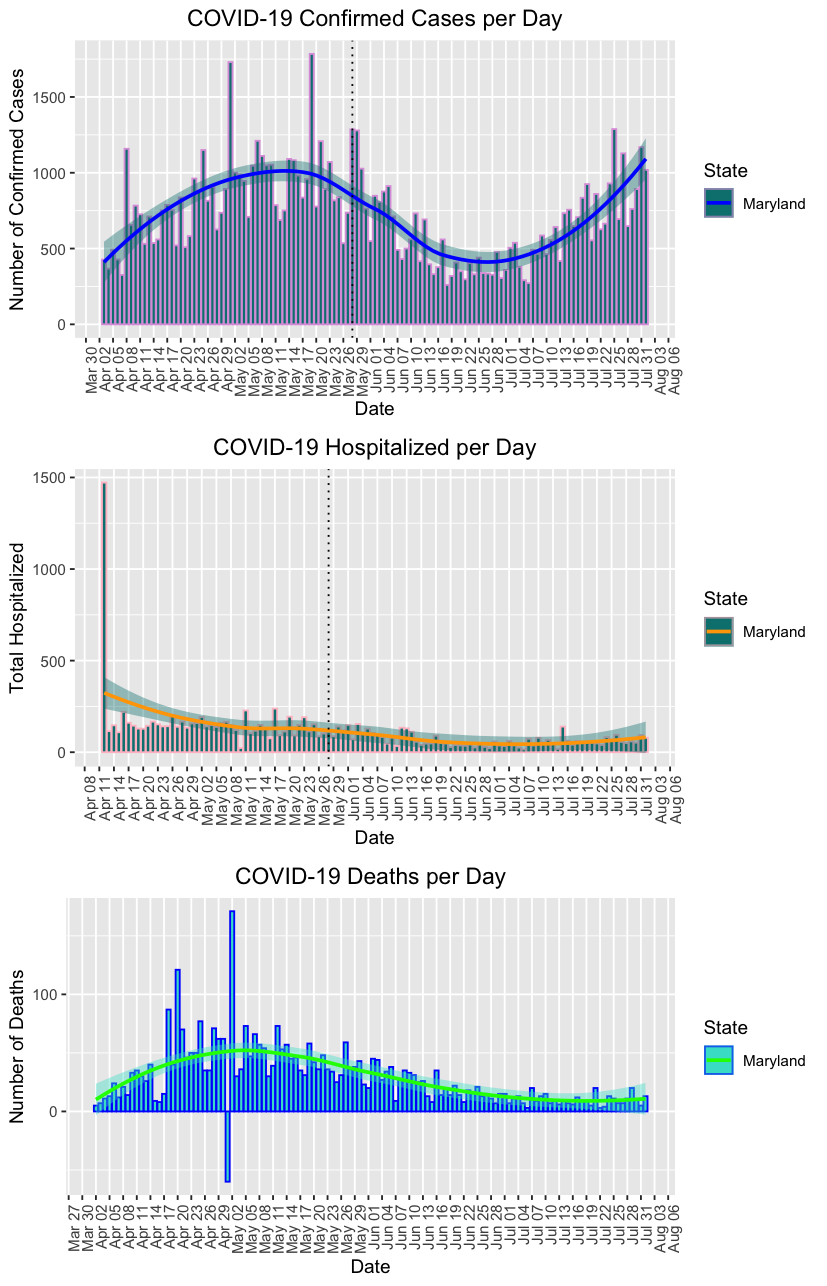 COVID-19 Confirmed Cases per Day
Number of Confirmed Cases
1500
1000
500
0
Mar 30
Apr 02
Apr 05
Apr 08
Apr 11
Apr 14
Apr 17
Apr 20
Apr 23
Apr 26
Apr 29
May 02
May 05
May 08
May 11
May 14
May 17
May 20
May 23
May 26
May 29
Jun 01
Jun 04
Jun 07
Jun 10
Jun 13
Jun 16
Jun 19
Jun 22
Jun 25
Jun 28
Jul 01
Jul 04
Jul 07
Jul 10
Jul 13
Jul 16
Jul 19
Jul 22
Jul 25
Jul 28
Jul 31
Aug 03
Aug 06
Date
State
Maryland
COVID-19 Hospitalized per Day
Total Hospitalized
1500
1000
500
0
Apr 08
Apr 11
Apr 14
Apr 17
Apr 20
Apr 23
Apr 26
Apr 29
May 02
May 05
May 08
May 11
May 14
May 17
May 20
May 23
May 26
May 29
Jun 01
Jun 04
Jun 07
Jun 10
Jun 13
Jun 16
Jun 19
Jun 22
Jun 25
Jun 28
Jul 01
Jul 04
Jul 07
Jul 10
Jul 13
Jul 16
Jul 19
Jul 22
Jul 25
Jul 28
Jul 31
Aug 03
Aug 06
Date
State
Maryland
COVID-19 Deaths per Day
Number of Deaths
100
0
Mar 27
Mar 30
Apr 02
Apr 05
Apr 08
Apr 11
Apr 14
Apr 17
Apr 20
Apr 23
Apr 26
Apr 29
May 02
May 05
May 08
May 11
May 14
May 17
May 20
May 23
May 26
May 29
Jun 01
Jun 04
Jun 07
Jun 10
Jun 13
Jun 16
Jun 19
Jun 22
Jun 25
Jun 28
Jul 01
Jul 04
Jul 07
Jul 10
Jul 13
Jul 16
Jul 19
Jul 22
Jul 25
Jul 28
Jul 31
Aug 03
Aug 06
Date
State
Maryland